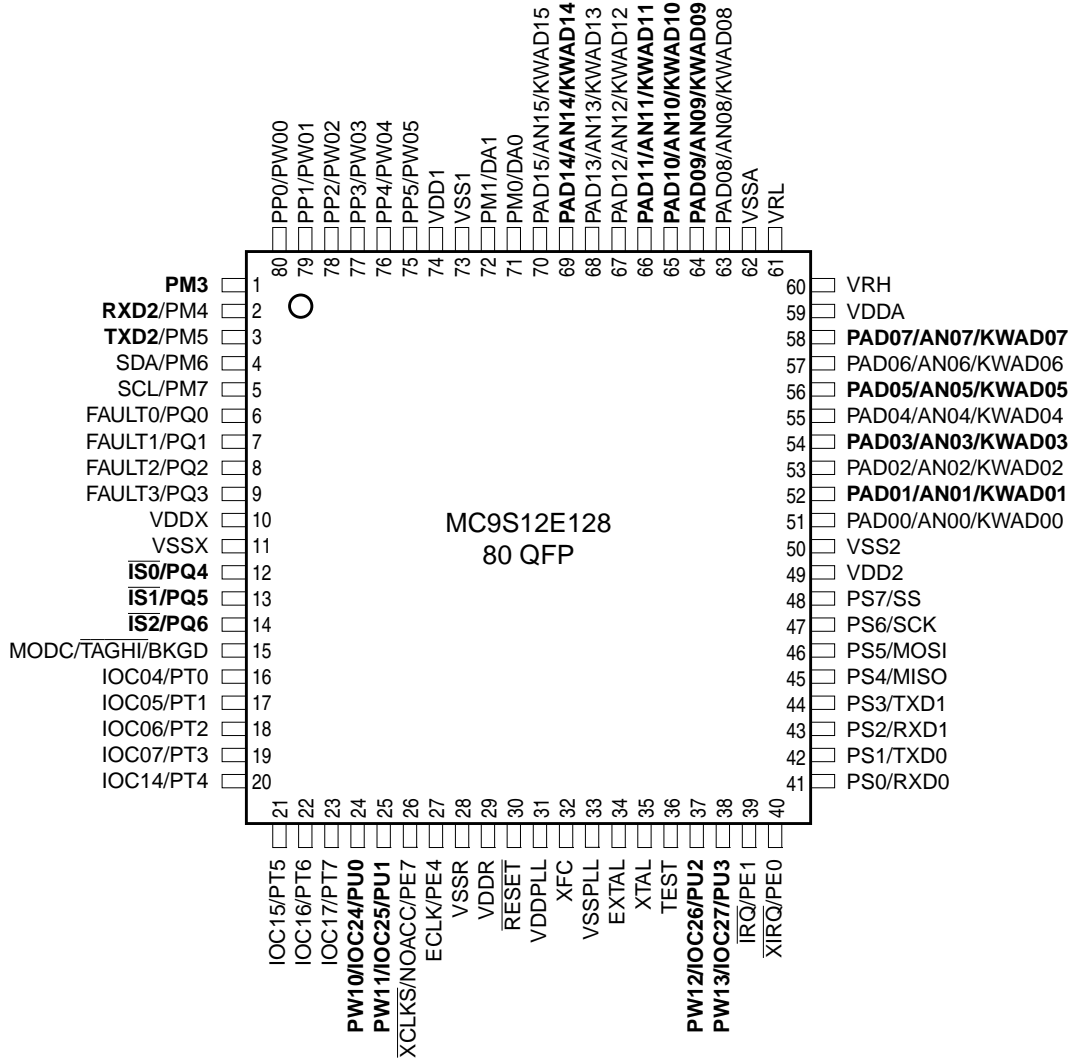 PP0/PW00
PP1/PW01
PP2/PW02
PP3/PW03
PP4/PW04
PP5/PW05
VDD1
VSS1
PM1/DA1
PM0/DA0
PAD15/AN15/KWAD15
PAD14/AN14/KWAD14
PAD13/AN13/KWAD13
PAD12/AN12/KWAD12
PAD11/AN11/KWAD11
PAD10/AN10/KWAD10
PAD09/AN09/KWAD09
PAD08/AN08/KWAD08
VSSA
VRL
80
79
78
77
76
75
74
73
72
71
70
69
68
67
66
65
64
63
62
61
PM3 1
RXD2/PM4 2
TXD2/PM5 3
SDA/PM6 4
SCL/PM7 5
FAULT0/PQ0 6
FAULT1/PQ1 7
FAULT2/PQ2 8
FAULT3/PQ3 9
VDDX 10
VSSX 11
IS0/PQ4 12
IS1/PQ5 13
IS2/PQ6 14
MODC/TAGHI/BKGD 15
IOC04/PT0 16
IOC05/PT1 17
IOC06/PT2 18
IOC07/PT3 19
IOC14/PT4 20
MC9S12E128
80 QFP
60 VRH
59 VDDA
58 PAD07/AN07/KWAD07
57 PAD06/AN06/KWAD06
56 PAD05/AN05/KWAD05
55 PAD04/AN04/KWAD04
54 PAD03/AN03/KWAD03
53 PAD02/AN02/KWAD02
52 PAD01/AN01/KWAD01
51 PAD00/AN00/KWAD00
50 VSS2
49 VDD2
48 PS7/SS
47 PS6/SCK
46 PS5/MOSI
45 PS4/MISO
44 PS3/TXD1
43 PS2/RXD1
42 PS1/TXD0
41 PS0/RXD0
21
22
23
24
25
26
27
28
29
30
31
32
33
34
35
36
37
38
39
40
IOC15/PT5
IOC16/PT6
IOC17/PT7
PW10/IOC24/PU0
PW11/IOC25/PU1
XCLKS/NOACC/PE7
ECLK/PE4
VSSR
VDDR
RESET
VDDPLL
XFC
VSSPLL
EXTAL
XTAL
TEST
PW12/IOC26/PU2
PW13/IOC27/PU3
IRQ/PE1
XIRQ/PE0